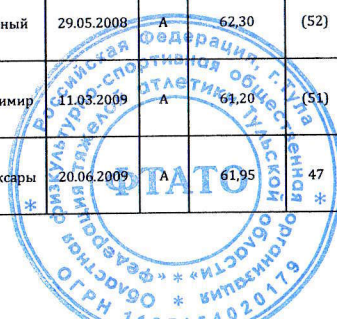 ный 29.05.2008 А 62,30 (52)
имир 11.03.2009 А 61,20 (51)
ксары 20.06.2009 А 61,95 47
Российская Федерация, г. Тула
Областная физкультурно-спортивная общественная организация
«Федерация тяжелой атлетики Тульской области»
ФТАТО
ОГРН